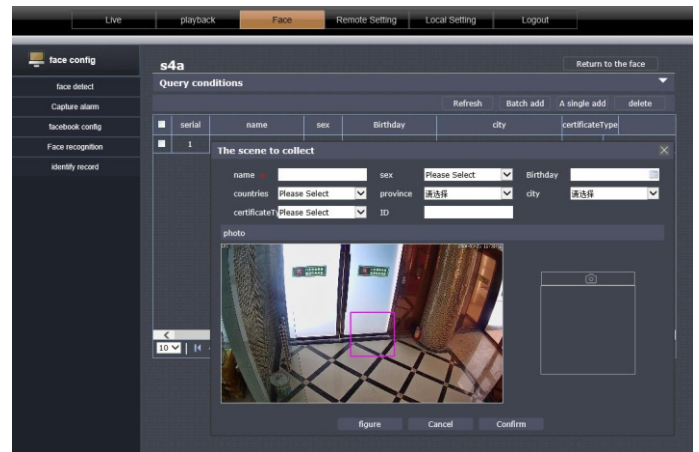 Live playback Face Remote Setting Local Setting Logout
face config
face detect
Capture alarm
facebook config
Face recognition
identify record
s4a
Return to the face
Query conditions
Refresh Batch add A single add delete
serial name sex Birthday city certificateType
1
The scene to collect
name sex Please Select Birthday
countries Please Select province 请选择 city 请选择
certificateTy Please Select ID
photo
10
figure Cancel Confirm